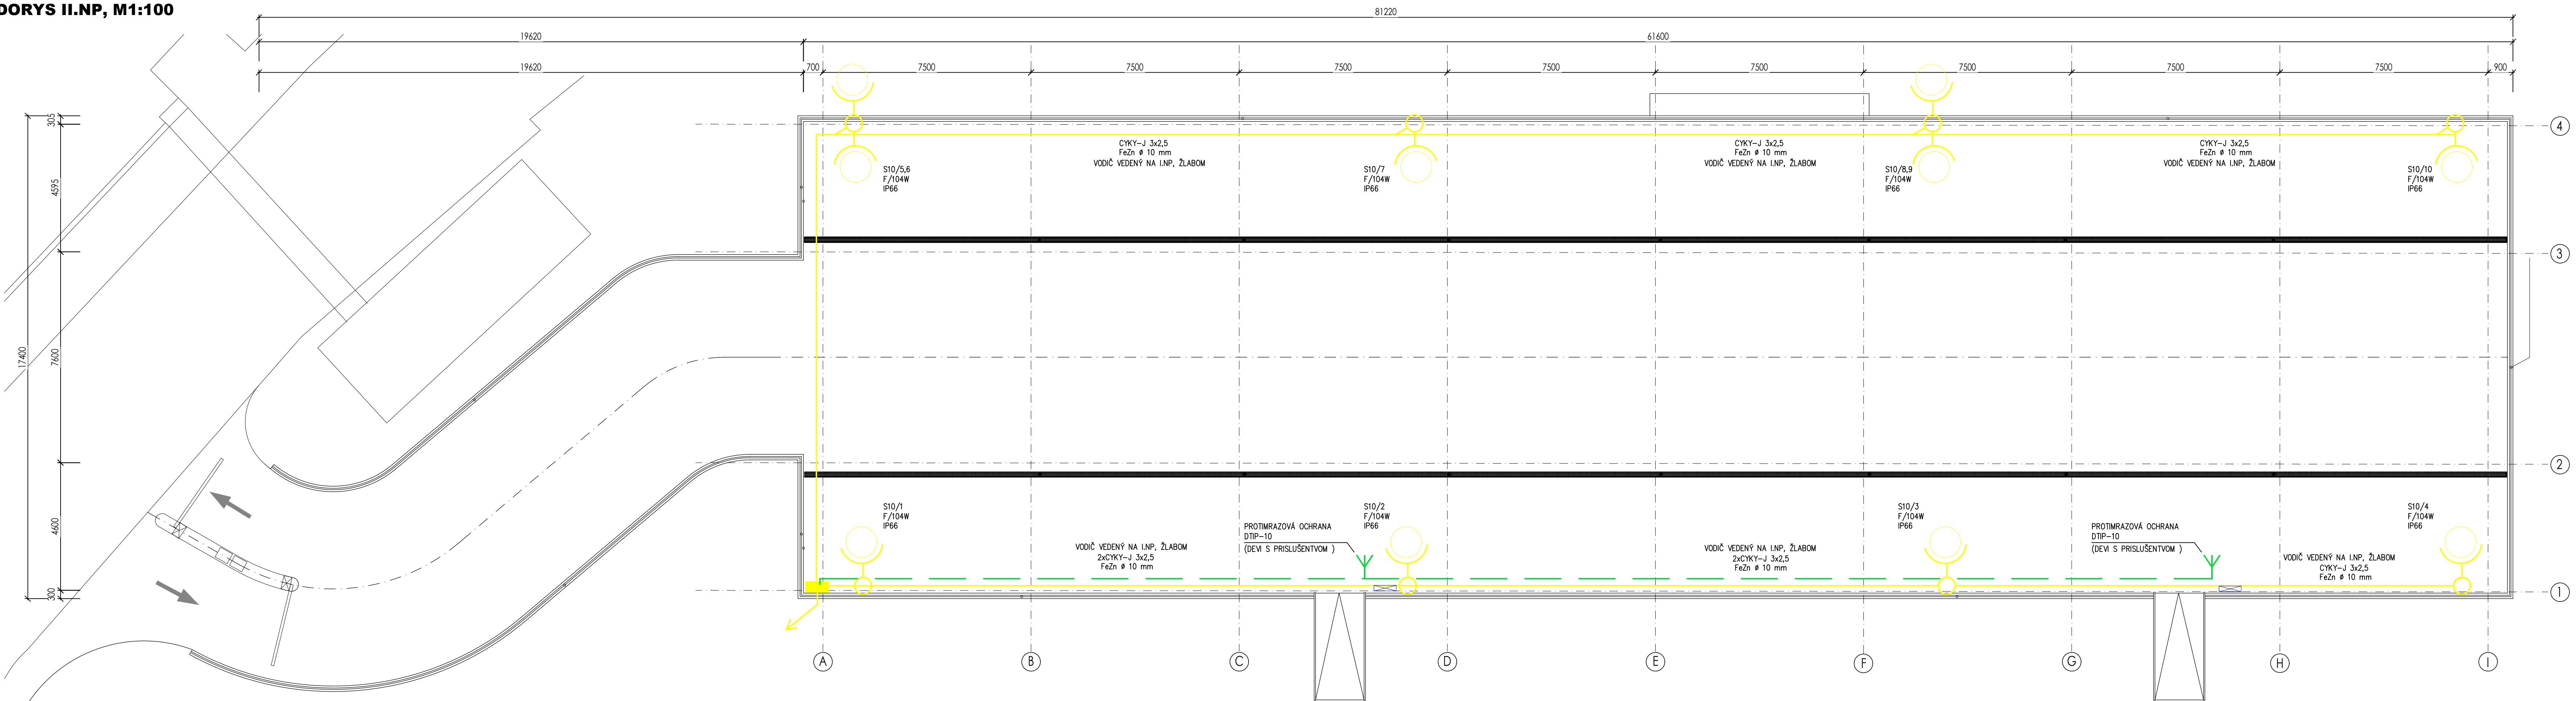 DORYS II.NP, M1:100
81220
19620
61600
19620
700
7500
7500
7500
7500
7500
7500
7500
7500
900
305
4595
7600
17400
4600
300
CYKY-J 3x2,5
FeZn ø 10 mm
VODIČ VEDENÝ NA I.NP, ŽLABOM
CYKY-J 3x2,5
FeZn ø 10 mm
VODIČ VEDENÝ NA I.NP, ŽLABOM
CYKY-J 3x2,5
FeZn ø 10 mm
VODIČ VEDENÝ NA I.NP, ŽLABOM
S10/5,6
F/104W
IP66
S10/7
F/104W
IP66
S10/8,9
F/104W
IP66
S10/10
F/104W
IP66
4
3
2
1
S10/1
F/104W
IP66
VODIČ VEDENÝ NA I.NP, ŽLABOM
2xCYKY-J 3x2,5
FeZn ø 10 mm
PROTIMRAZOVÁ OCHRANA
DTIP-10
(DEVI S PRISLUŠENTVOM )
S10/2
F/104W
IP66
VODIČ VEDENÝ NA I.NP, ŽLABOM
2xCYKY-J 3x2,5
FeZn ø 10 mm
S10/3
F/104W
IP66
PROTIMRAZOVÁ OCHRANA
DTIP-10
(DEVI S PRISLUŠENTVOM )
VODIČ VEDENÝ NA I.NP, ŽLABOM
CYKY-J 3x2,5
FeZn ø 10 mm
S10/4
F/104W
IP66
A
B
C
D
E
F
G
H
I